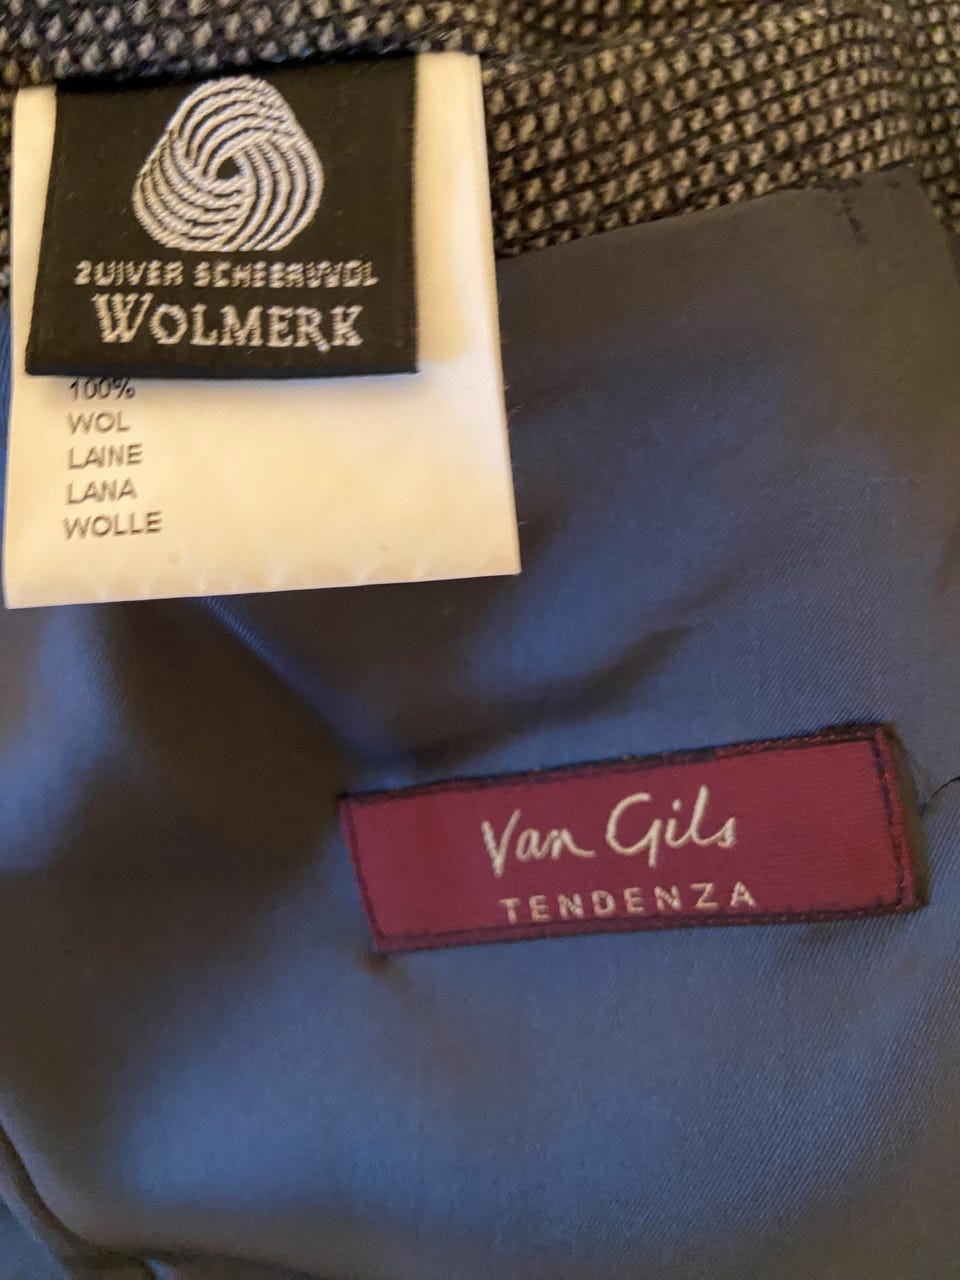 ZUIVER SCHEERWOL
WOLMERK
100%
WOL
LAINE
LANA
WOLLE
Van Gils
TENDENZA